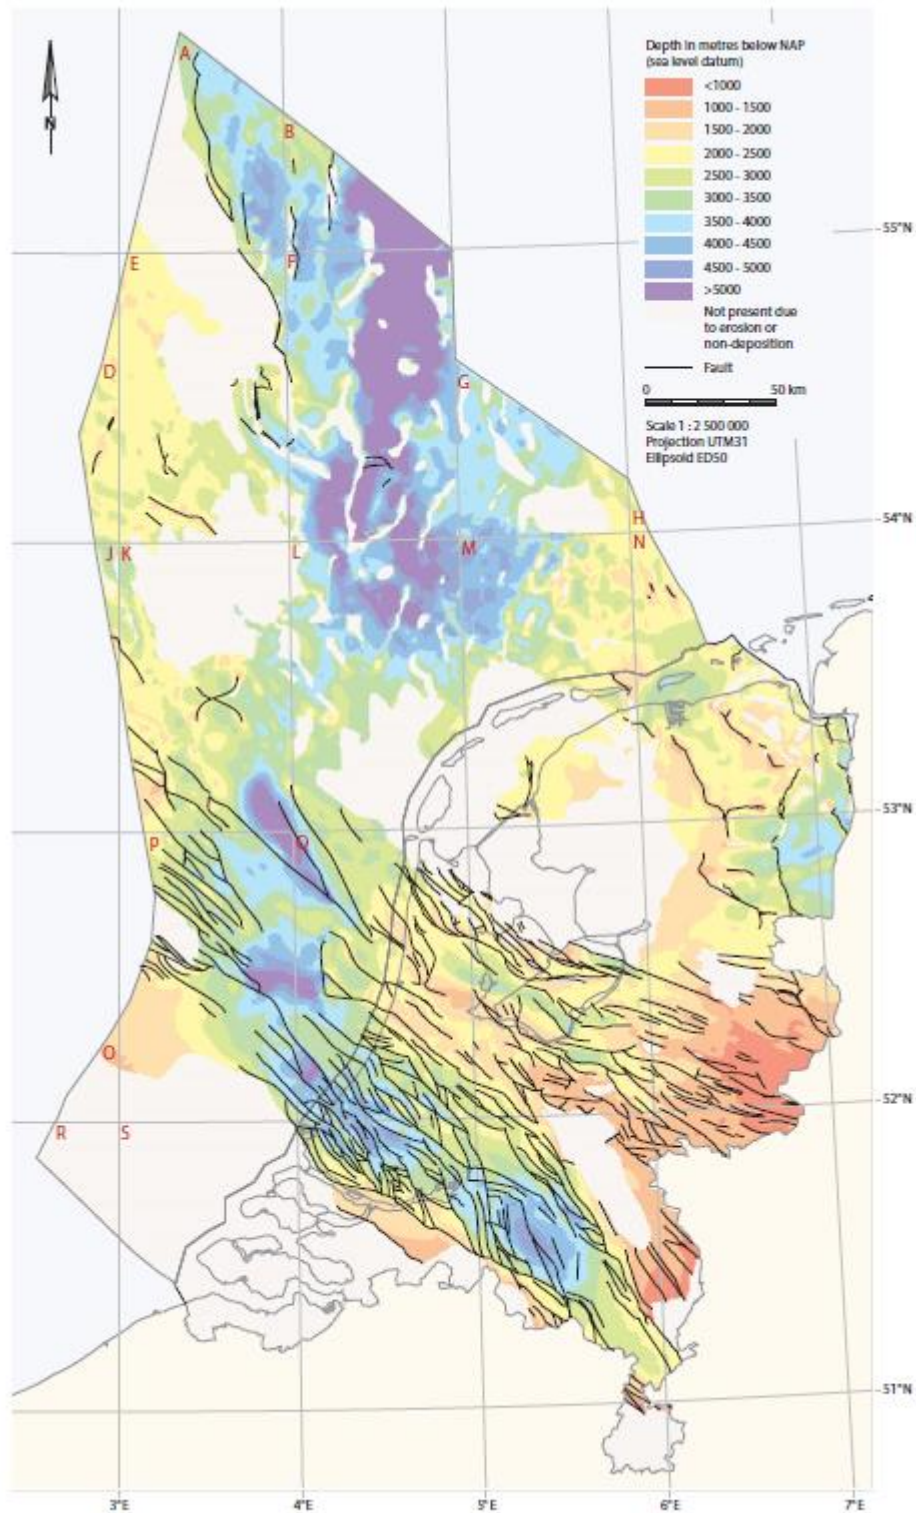 Depth in metres below NAP
(sea level datum)
<1000
1000 - 1500
1500 - 2000
2000 - 2500
2500 - 3000
3000 - 3500
3500 - 4000
4000 - 4500
4500 - 5000
>5000
Not present due
to erosion or
non-deposition
Fault
0 50 km
Scale 1 : 2 500 000
Projection UTM31
Ellipsoid ED50
N
A
B
55°N
E
F
D
G
H
54°N
J K
L
M
N
53°N
P
Q
O
52°N
R
S
51°N
3°E
4°E
5°E
6°E
7°E